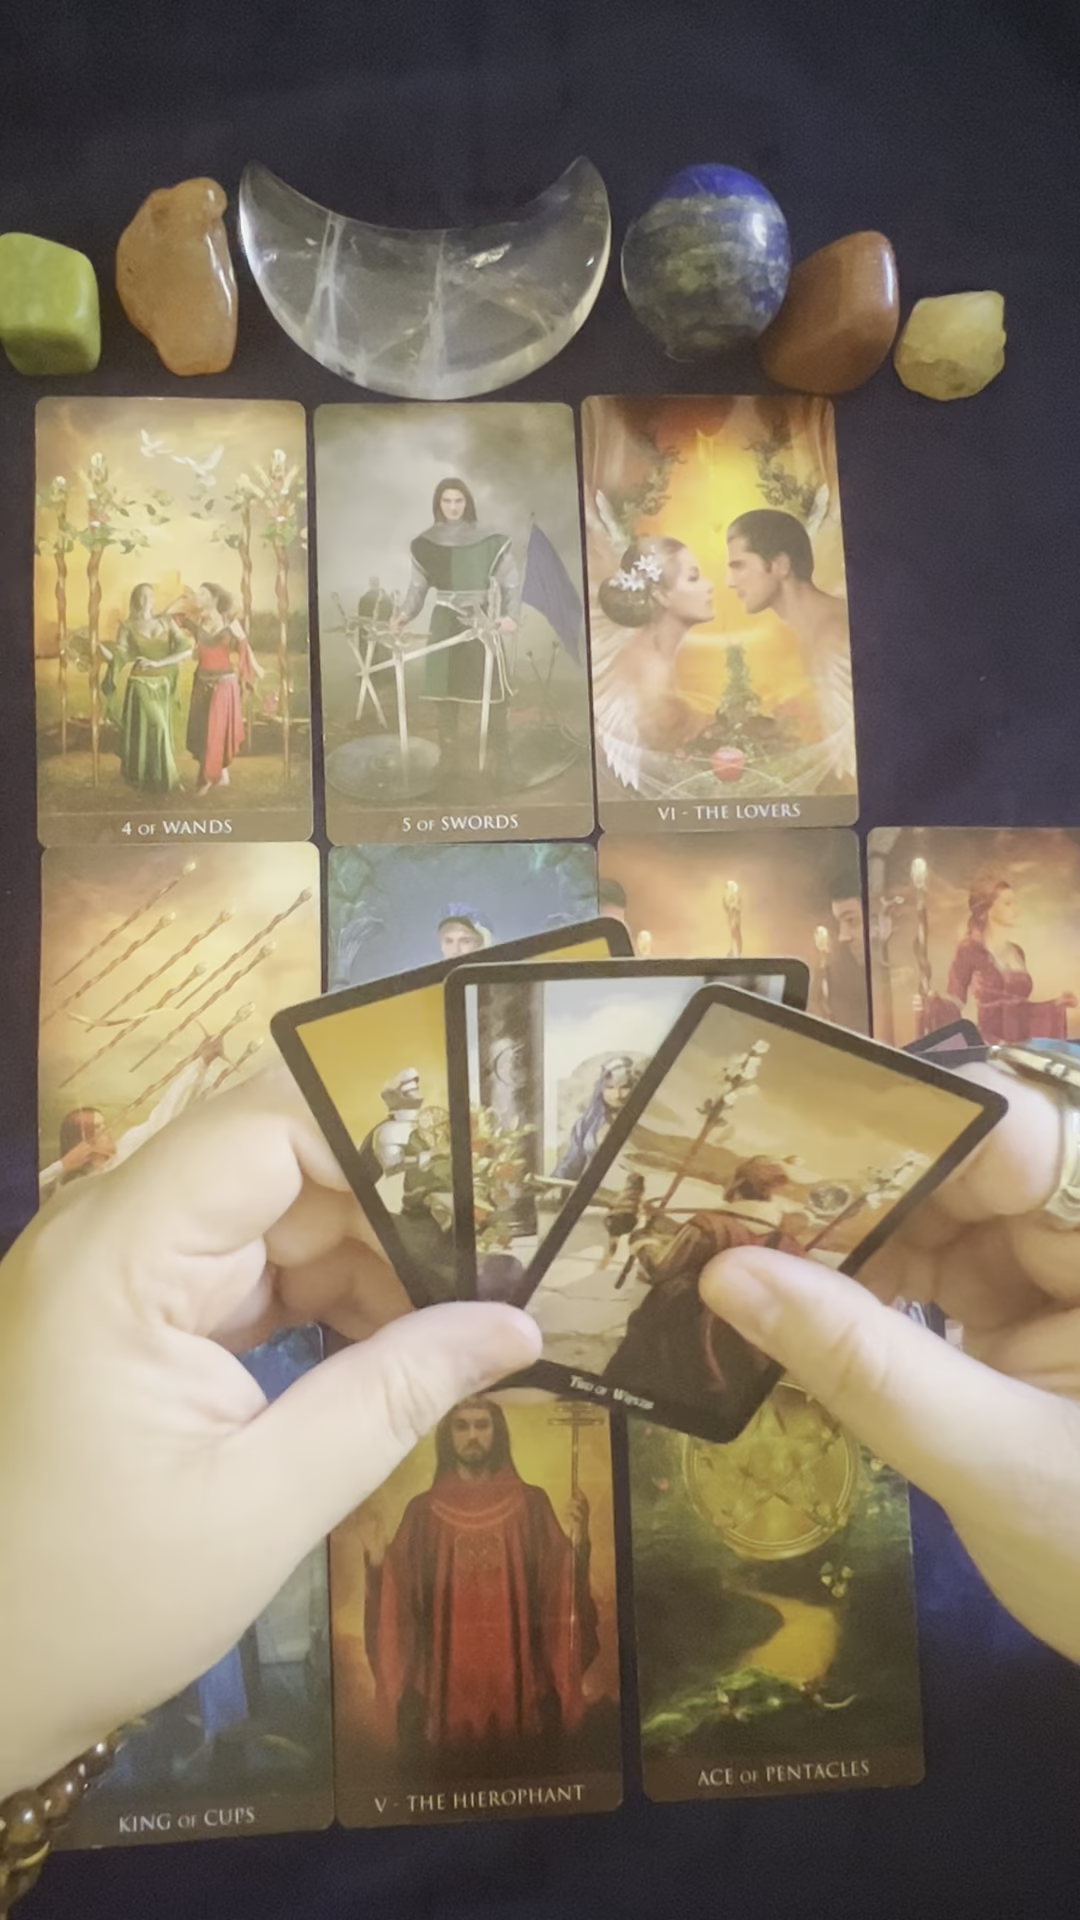 4 OF WANDS
5 OF SWORDS
VI - THE LOVERS
TWO OF WANDS
V - THE HIEROPHANT
ACE OF PENTACLES
KING OF CUPS